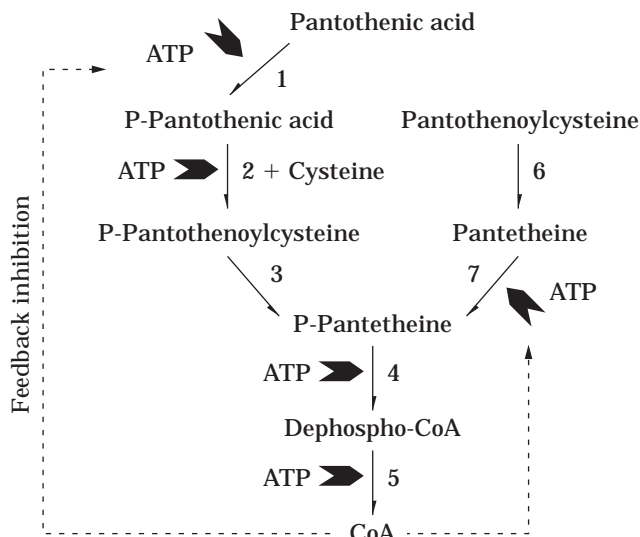 Pantothenic acid
ATP
1
P-Pantothenic acid Pantothenoylcysteine
ATP 2 + Cysteine 6
P-Pantothenoylcysteine Pantetheine
3 7
ATP
P-Pantetheine
ATP 4
Dephospho-CoA
ATP 5
CoA
Feedback inhibition